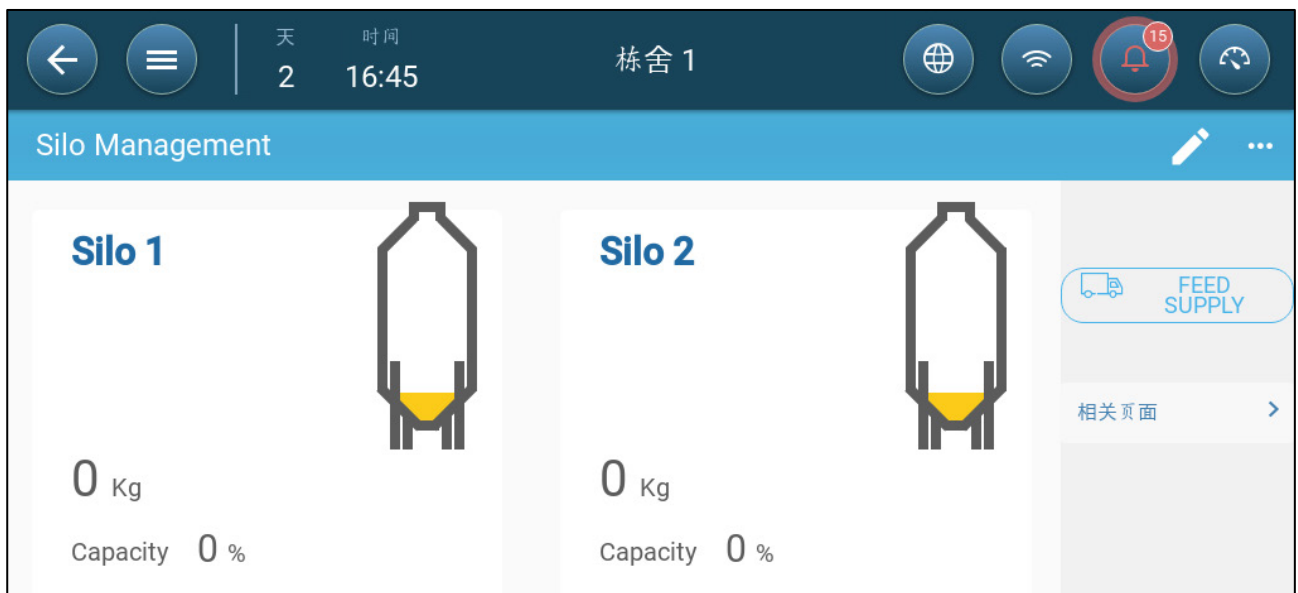 天 时间
2 16:45
栋舍 1
15
Silo Management
Silo 1
Silo 2
FEED
SUPPLY
相关页面
0 Kg
0 Kg
Capacity 0 %
Capacity 0 %